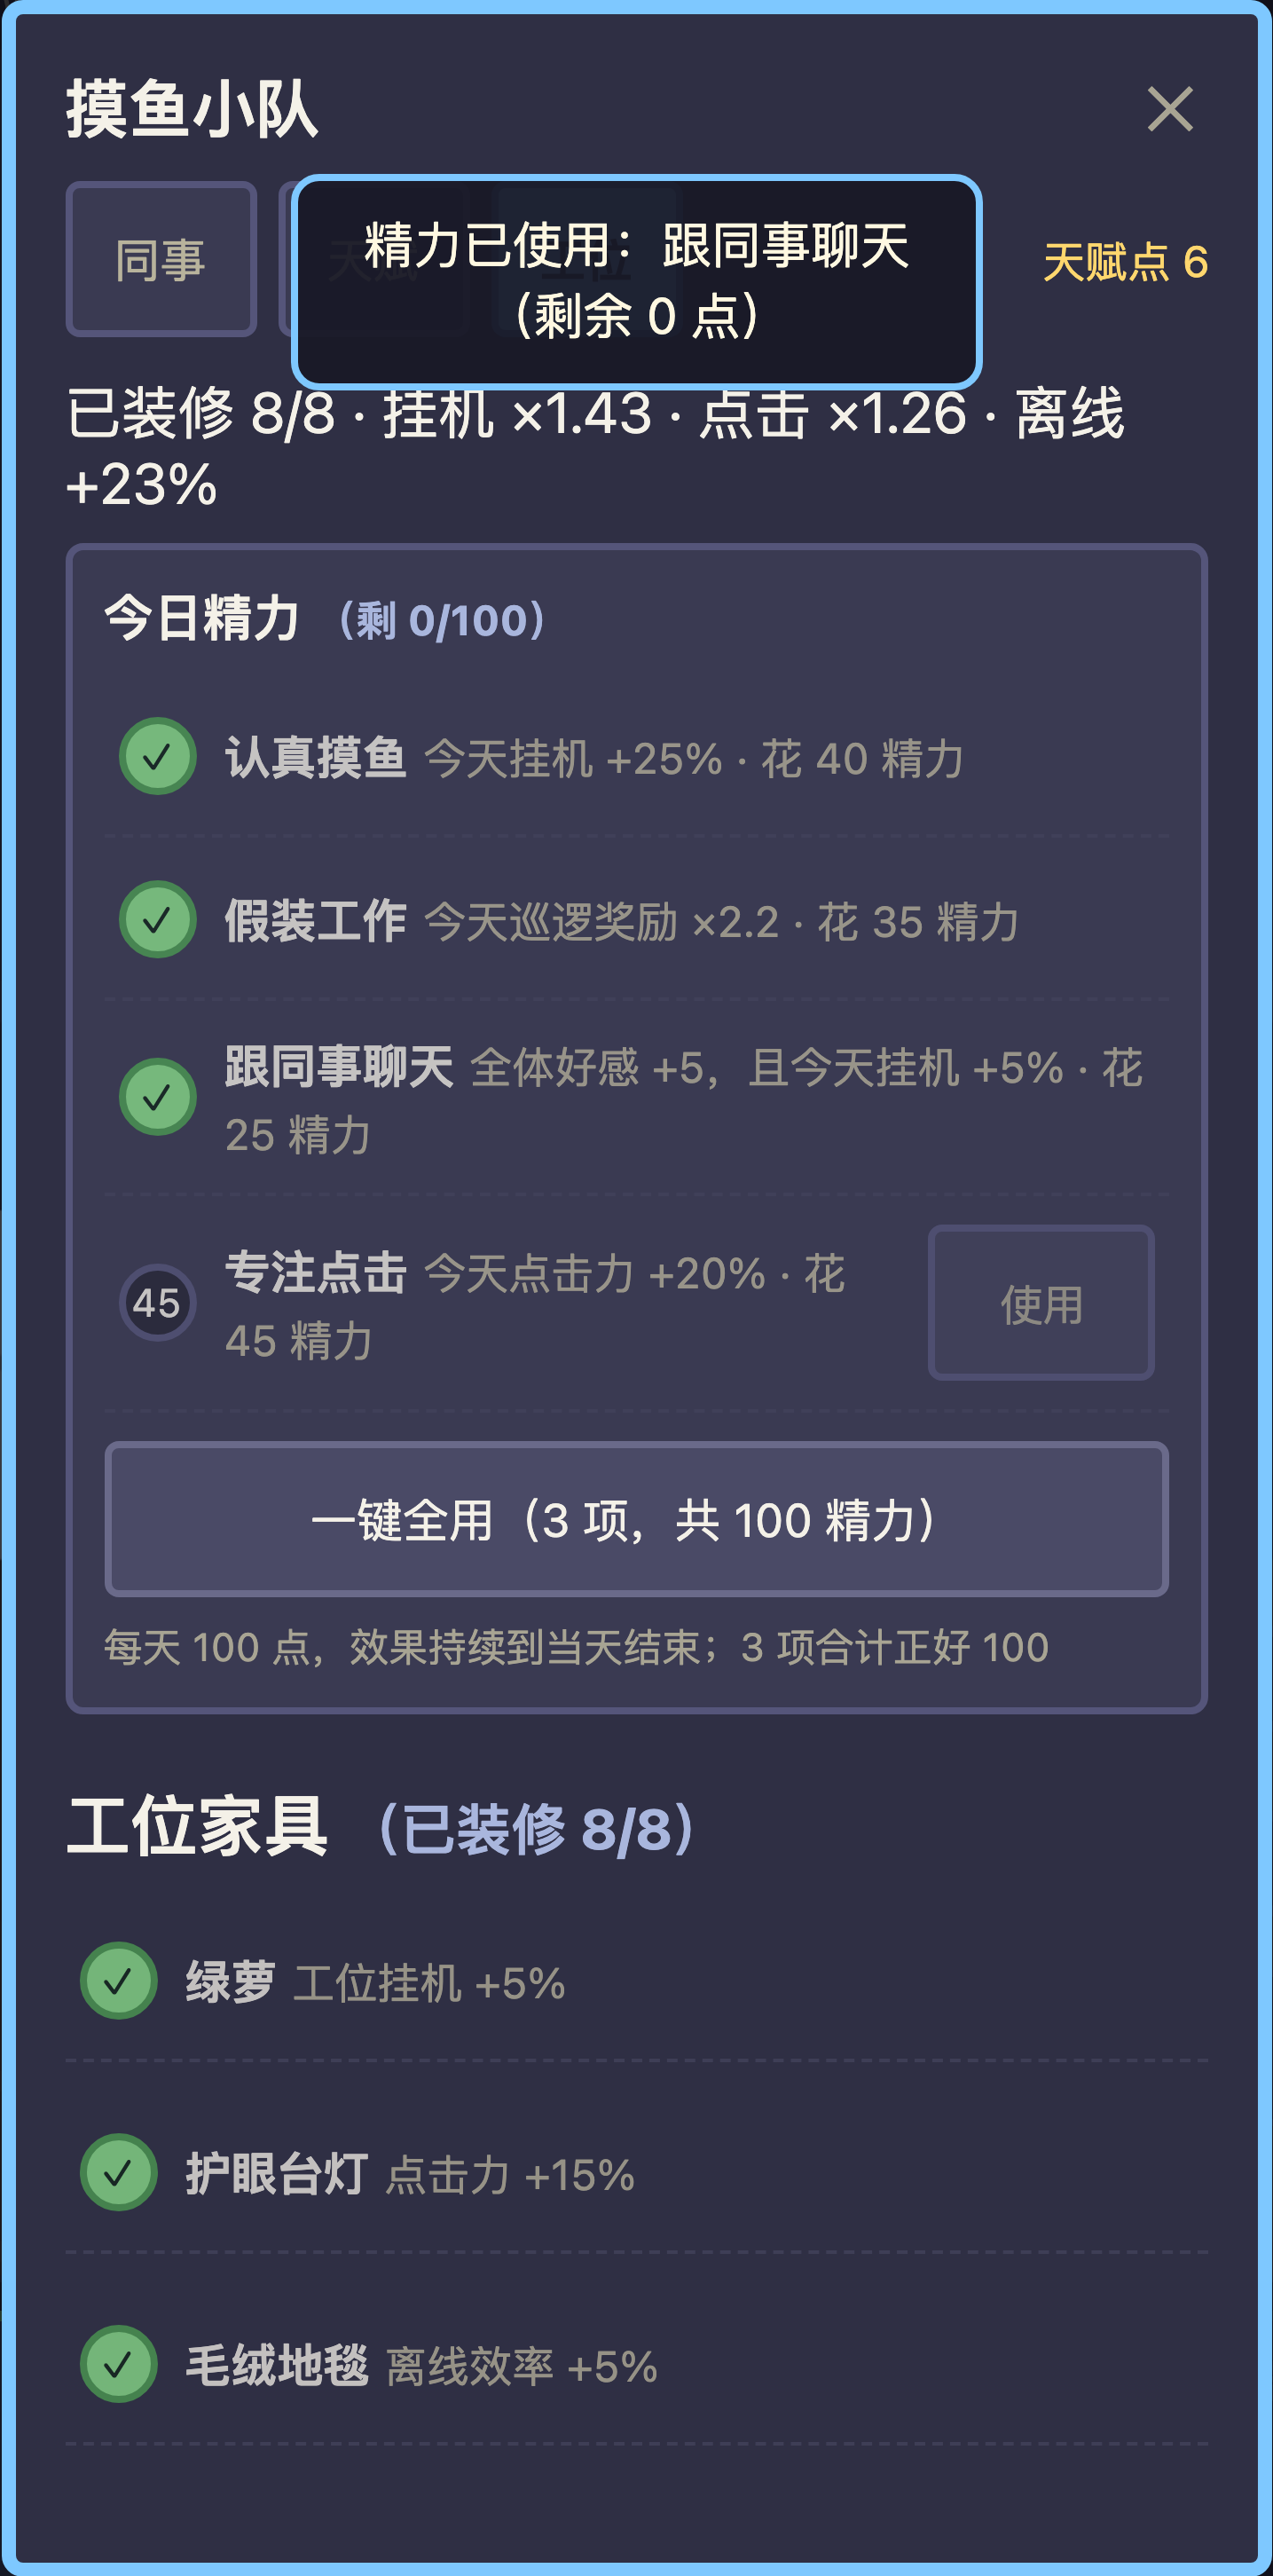 摸鱼小队
同事
精力已使用：跟同事聊天
（剩余 0 点）
天赋点 6
已装修 8/8 · 挂机 ×1.43 · 点击 ×1.26 · 离线
+23%
今日精力 （剩 0/100）
认真摸鱼 今天挂机 +25% · 花 40 精力
假装工作 今天巡逻奖励 ×2.2 · 花 35 精力
跟同事聊天 全体好感 +5，且今天挂机 +5% · 花
25 精力
45
专注点击 今天点击力 +20% · 花
45 精力
使用
一键全用（3 项，共 100 精力）
每天 100 点，效果持续到当天结束；3 项合计正好 100
工位家具 （已装修 8/8）
绿萝 工位挂机 +5%
护眼台灯 点击力 +15%
毛绒地毯 离线效率 +5%